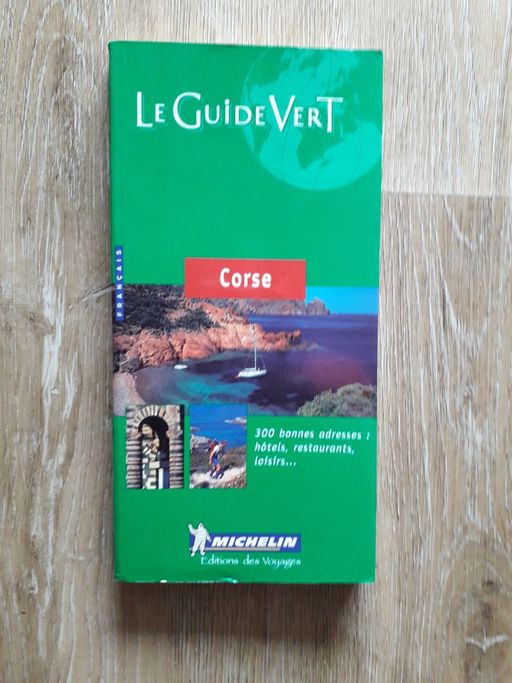 LE GUIDE VERT
FRANÇAIS
Corse
300 bonnes adresses :
hôtels, restaurants,
loisirs...
MICHELIN
Editions des Voyages